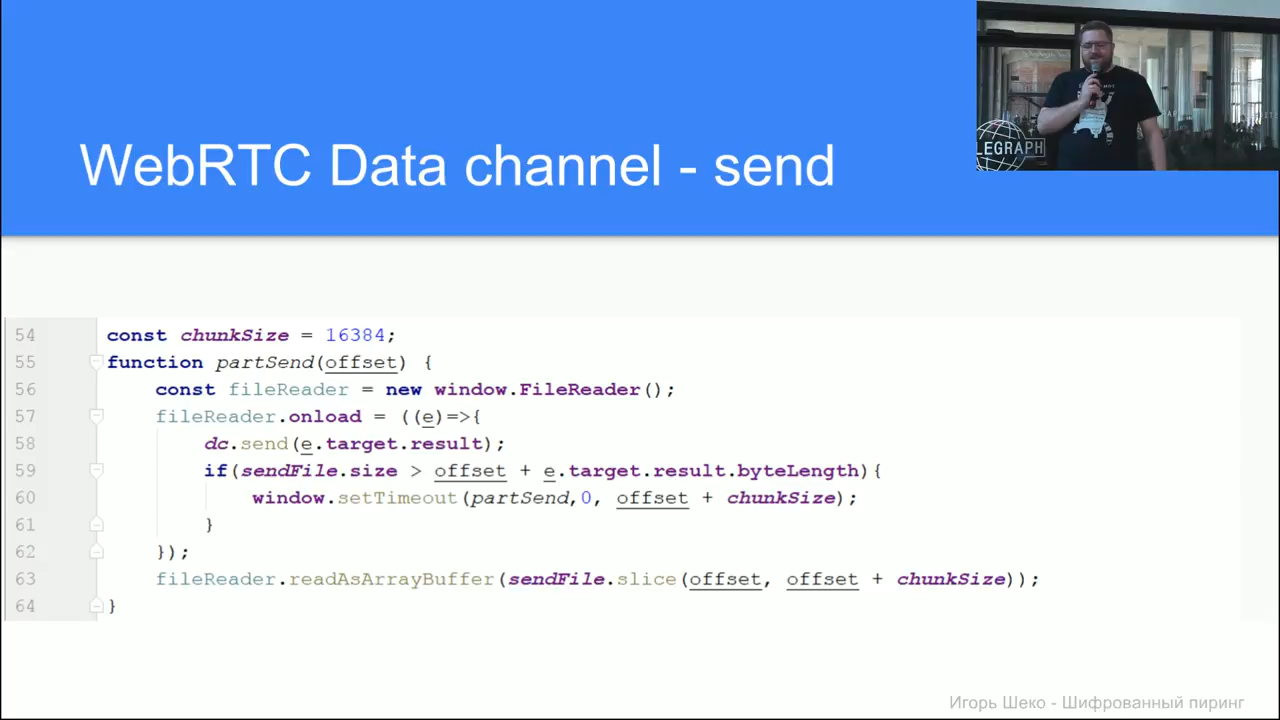 WebRTC Data channel - send
LEGRAPH
54 const chunkSize = 16384;
55 function partSend(offset) {
56 const fileReader = new window.FileReader();
57 fileReader.onload = ((e)=>{
58 dc.send(e.target.result);
59 if(sendFile.size > offset + e.target.result.byteLength){
60 window.setTimeout(partSend,0, offset + chunkSize);
61 }
62 });
63 fileReader.readAsArrayBuffer(sendFile.slice(offset, offset + chunkSize));
64 }
Игорь Шеко - Шифрованный пиринг